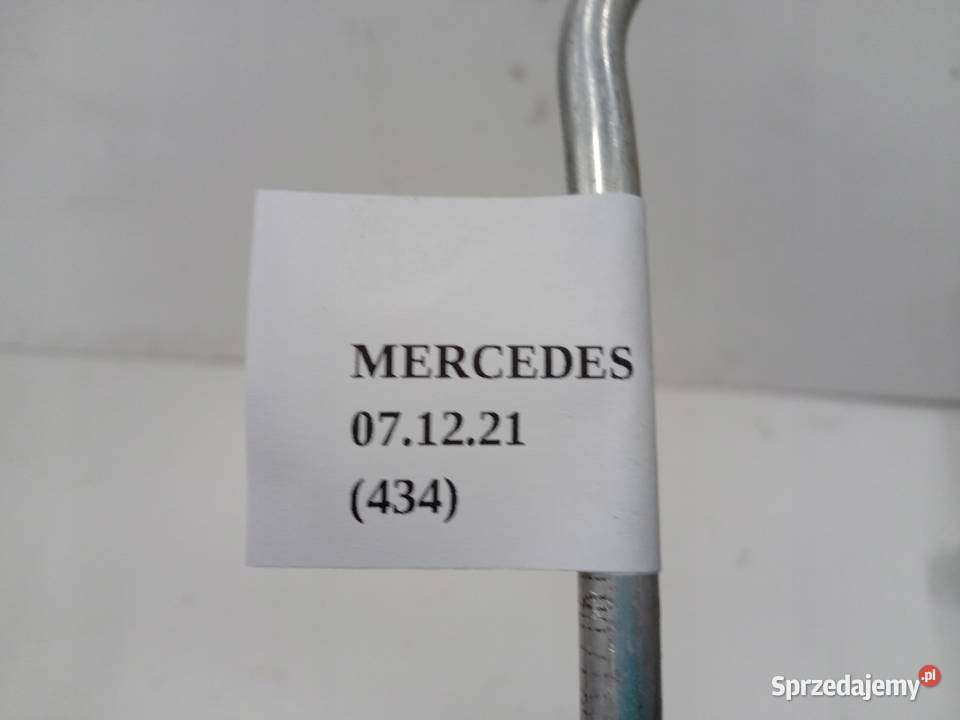 MERCEDES
07.12.21
(434)
Sprzedajemy.pl